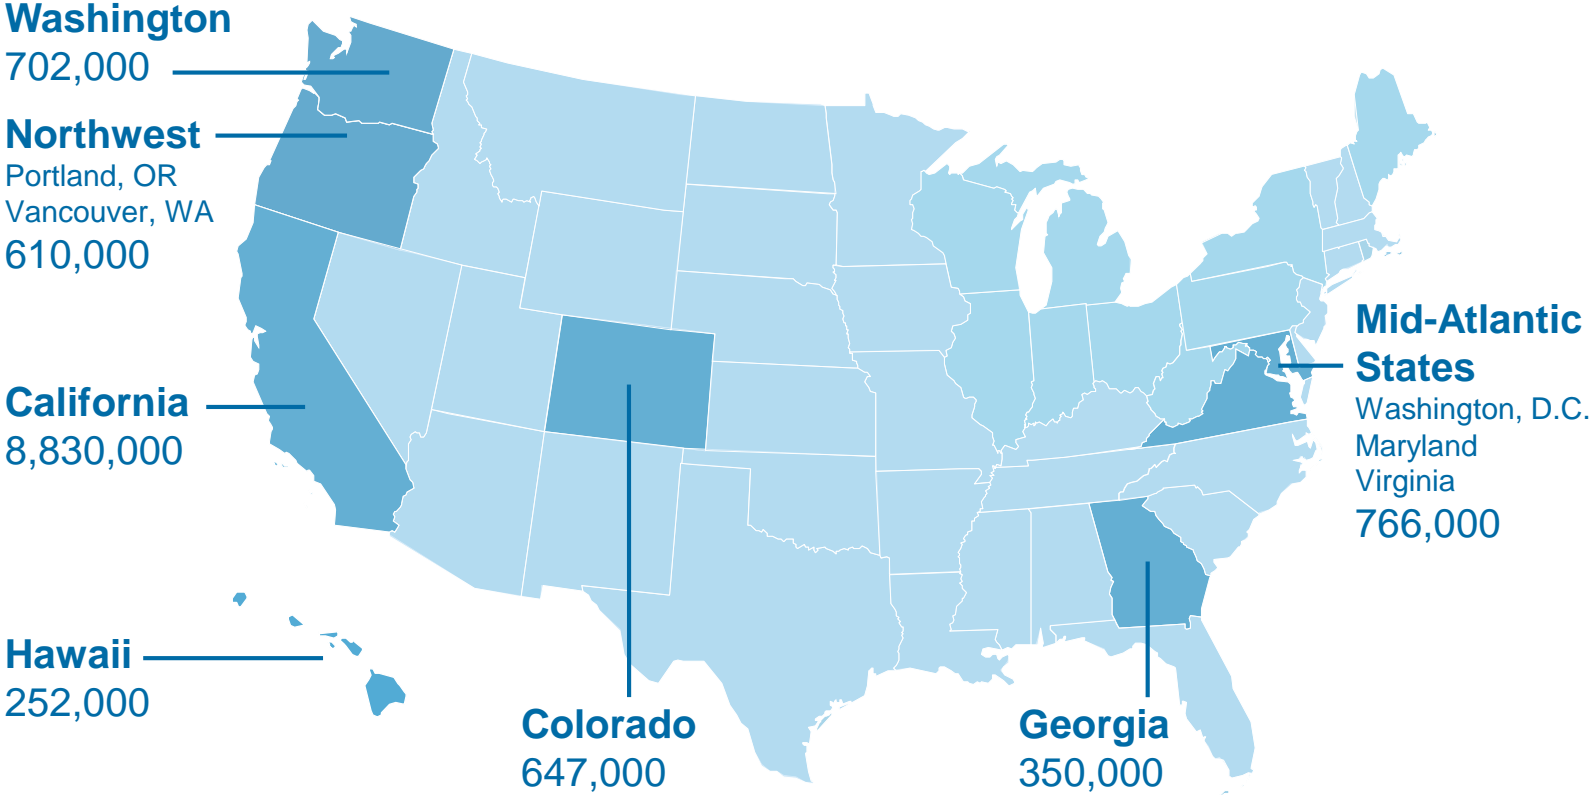 Washington
702,000
Northwest
Portland, OR
Vancouver, WA
610,000
California
8,830,000
Hawaii
252,000
Colorado
647,000
Georgia
350,000
Mid-Atlantic
States
Washington, D.C.
Maryland
Virginia
766,000